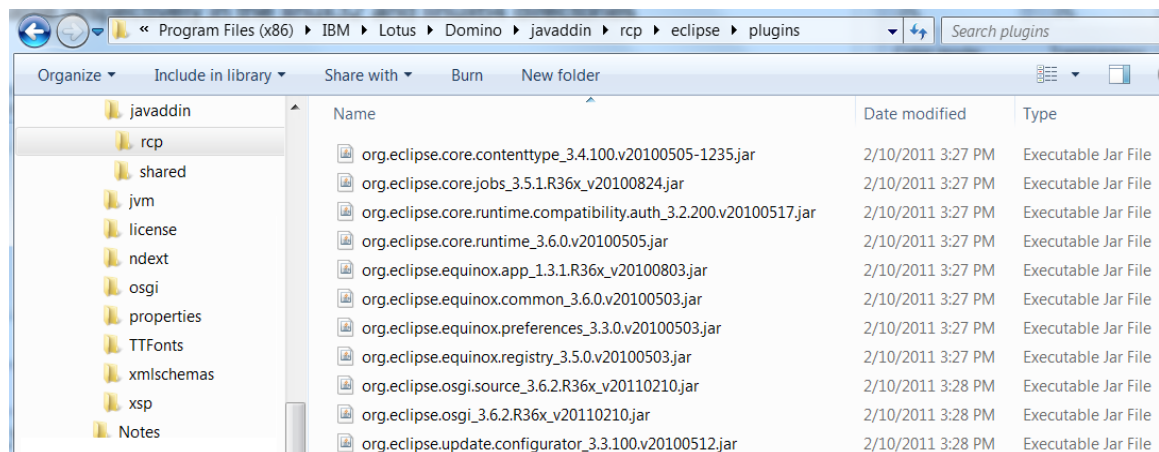 « Program Files (x86) ▸ IBM ▸ Lotus ▸ Domino ▸ javaddin ▸ rcp ▸ eclipse ▸ plugins Search plugins
Organize Include in library Share with Burn New folder
javaddin
rcp
shared
jvm
license
ndext
osgi
properties
TTFonts
xmlschemas
xsp
Notes
Name Date modified Type
org.eclipse.core.contenttype_3.4.100.v20100505-1235.jar 2/10/2011 3:27 PM Executable Jar File
org.eclipse.core.jobs_3.5.1.R36x_v20100824.jar 2/10/2011 3:27 PM Executable Jar File
org.eclipse.core.runtime.compatibility.auth_3.2.200.v20100517.jar 2/10/2011 3:27 PM Executable Jar File
org.eclipse.core.runtime_3.6.0.v20100505.jar 2/10/2011 3:27 PM Executable Jar File
org.eclipse.equinox.app_1.3.1.R36x_v20100803.jar 2/10/2011 3:27 PM Executable Jar File
org.eclipse.equinox.common_3.6.0.v20100503.jar 2/10/2011 3:27 PM Executable Jar File
org.eclipse.equinox.preferences_3.3.0.v20100503.jar 2/10/2011 3:27 PM Executable Jar File
org.eclipse.equinox.registry_3.5.0.v20100503.jar 2/10/2011 3:27 PM Executable Jar File
org.eclipse.osgi.source_3.6.2.R36x_v20110210.jar 2/10/2011 3:28 PM Executable Jar File
org.eclipse.osgi_3.6.2.R36x_v20110210.jar 2/10/2011 3:28 PM Executable Jar File
org.eclipse.update.configurator_3.3.100.v20100512.jar 2/10/2011 3:28 PM Executable Jar File